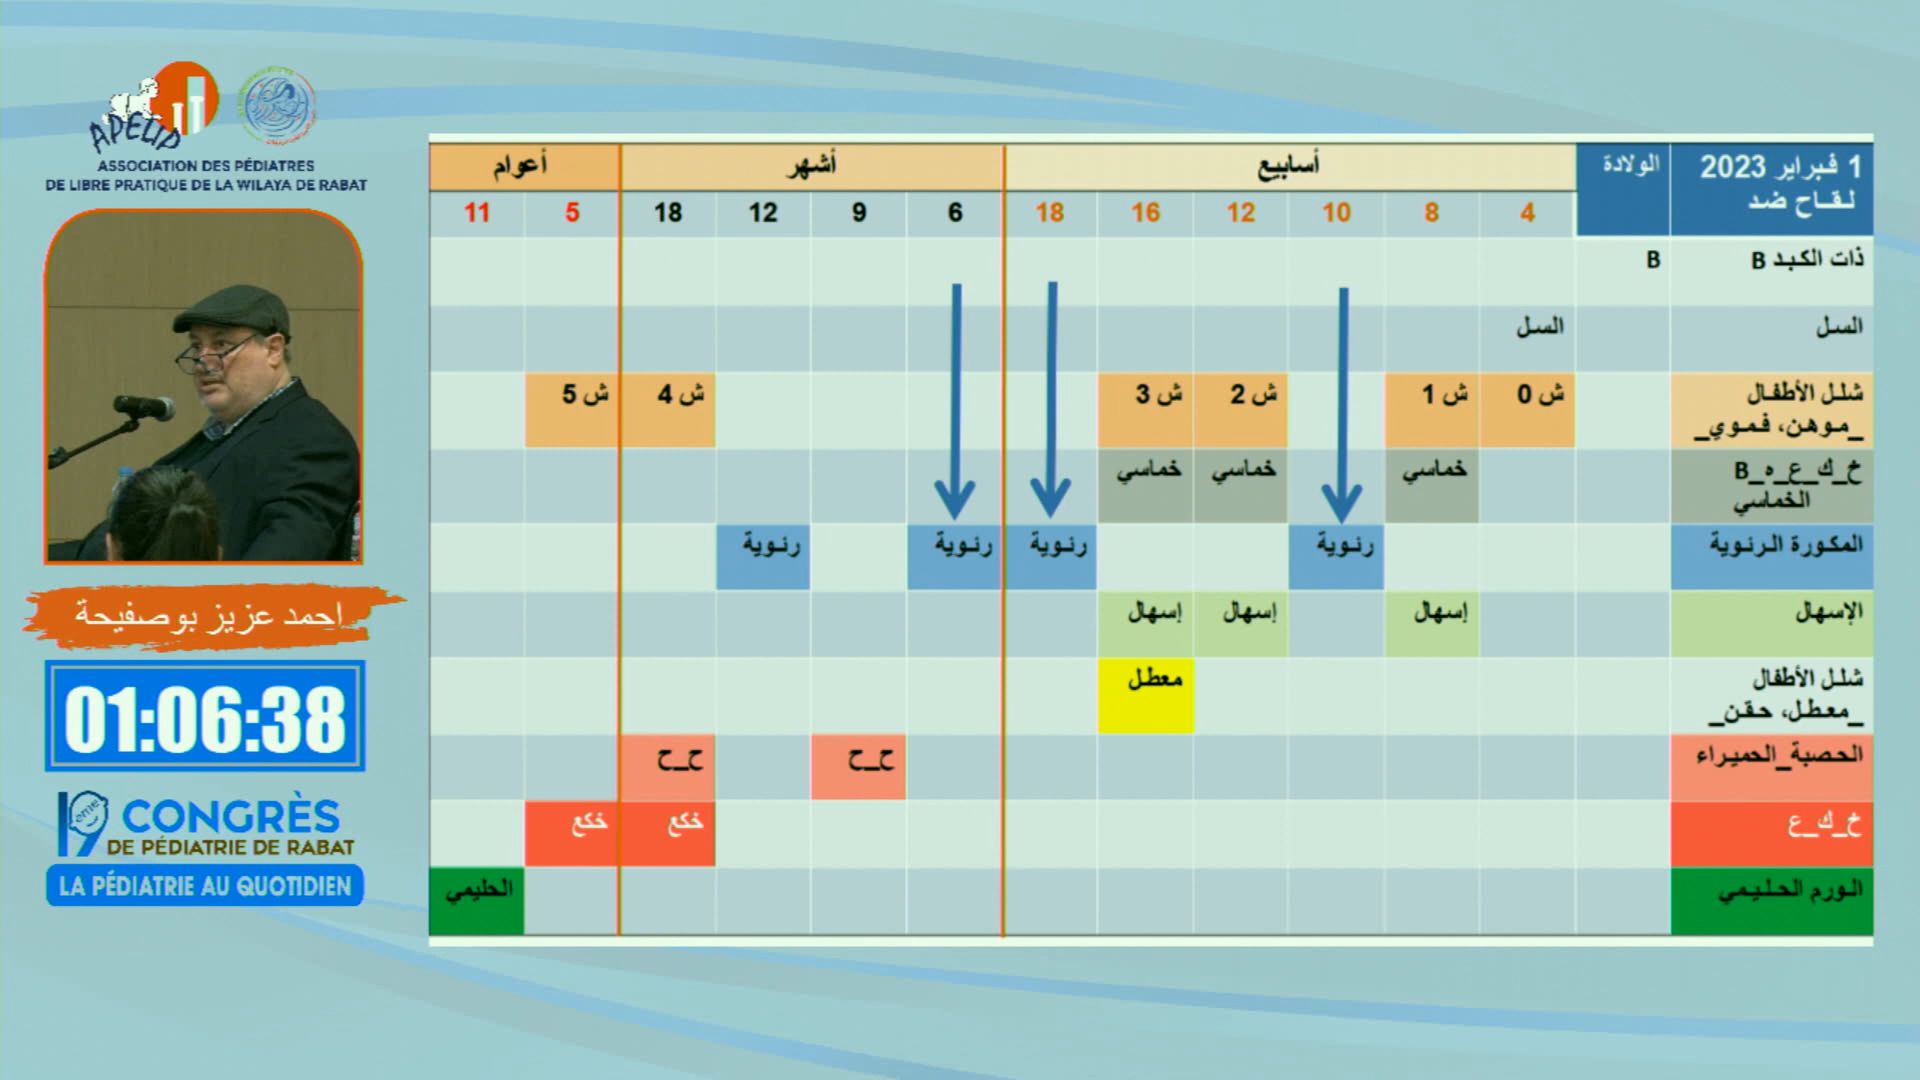 APELIP
ASSOCIATION DES PÉDIATRES
DE LIBRE PRATIQUE DE LA WILAYA DE RABAT
احمد عزيز بوصفيحة
01:06:38
19 eme CONGRÈS
DE PÉDIATRIE DE RABAT
LA PÉDIATRIE AU QUOTIDIEN
1 فبراير 2023 الولادة أسابيع أشهر أعوام
لقاح ضد
4 8 10 12 16 18 6 9 12 18 5 11
ذات الكبد B B
السل السل
شلل الأطفال ش 0 ش 1 ش 2 ش 3 ش 4 ش 5
_موهن، فموي_
خ_ك_ع_ه_B خماسي خماسي خماسي
الخماسي
المكورة الرئوية رئوية رئوية رئوية رئوية
الإسهال إسهال إسهال إسهال
شلل الأطفال معطل
_معطل، حقن_
الحصبة_الحميراء ح_ح ح_ح
خ_ك_ع خكع خكع
الورم الحليمي الحليمي